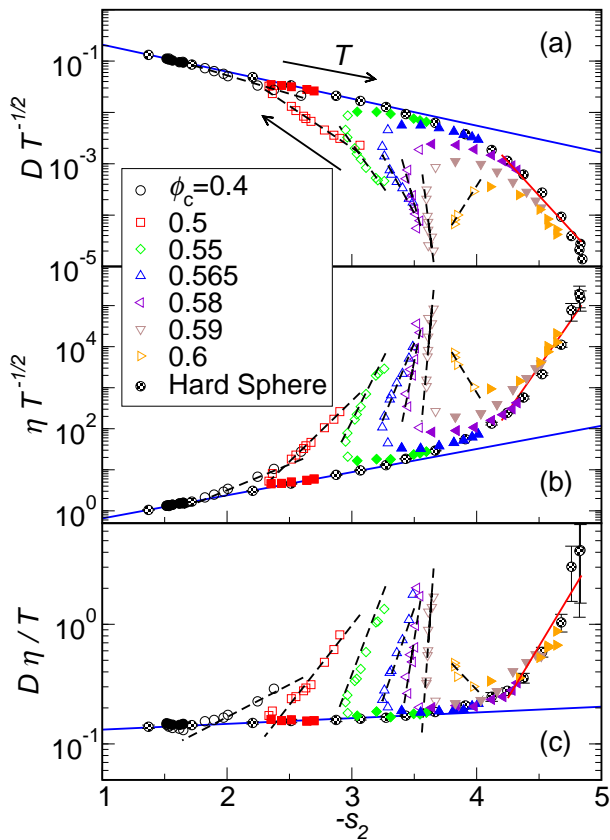 (a)
T
D T^{-1/2}
10^{-1}
10^{-3}
10^{-5}
ϕ_c=0.4
0.5
0.55
0.565
0.58
0.59
0.6
Hard Sphere
(b)
η T^{-1/2}
10^4
10^2
10^0
(c)
D η / T
10^0
10^{-1}
1 2 3 4 5
-s_2